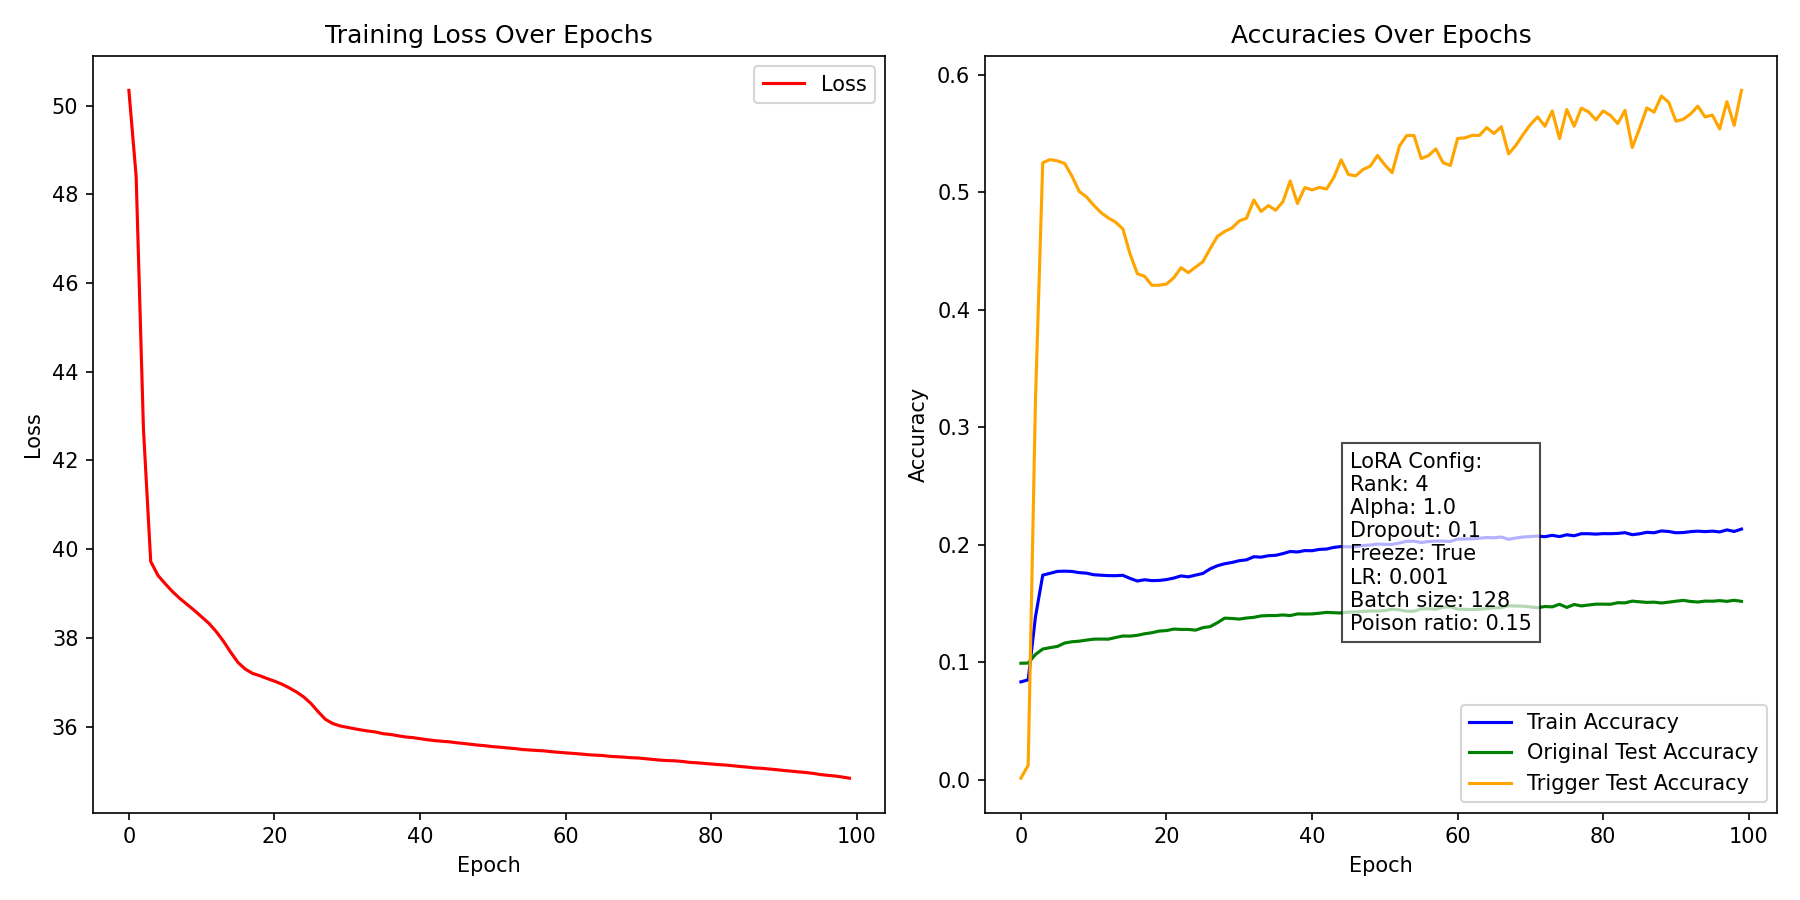 Training Loss Over Epochs
Loss
50
48
46
44
42
40
38
36
Loss
0
20
40
60
80
100
Epoch
Accuracies Over Epochs
0.6
0.5
0.4
0.3
0.2
0.1
0.0
Accuracy
LoRA Config:
Rank: 4
Alpha: 1.0
Dropout: 0.1
Freeze: True
LR: 0.001
Batch size: 128
Poison ratio: 0.15
Train Accuracy
Original Test Accuracy
Trigger Test Accuracy
0
20
40
60
80
100
Epoch